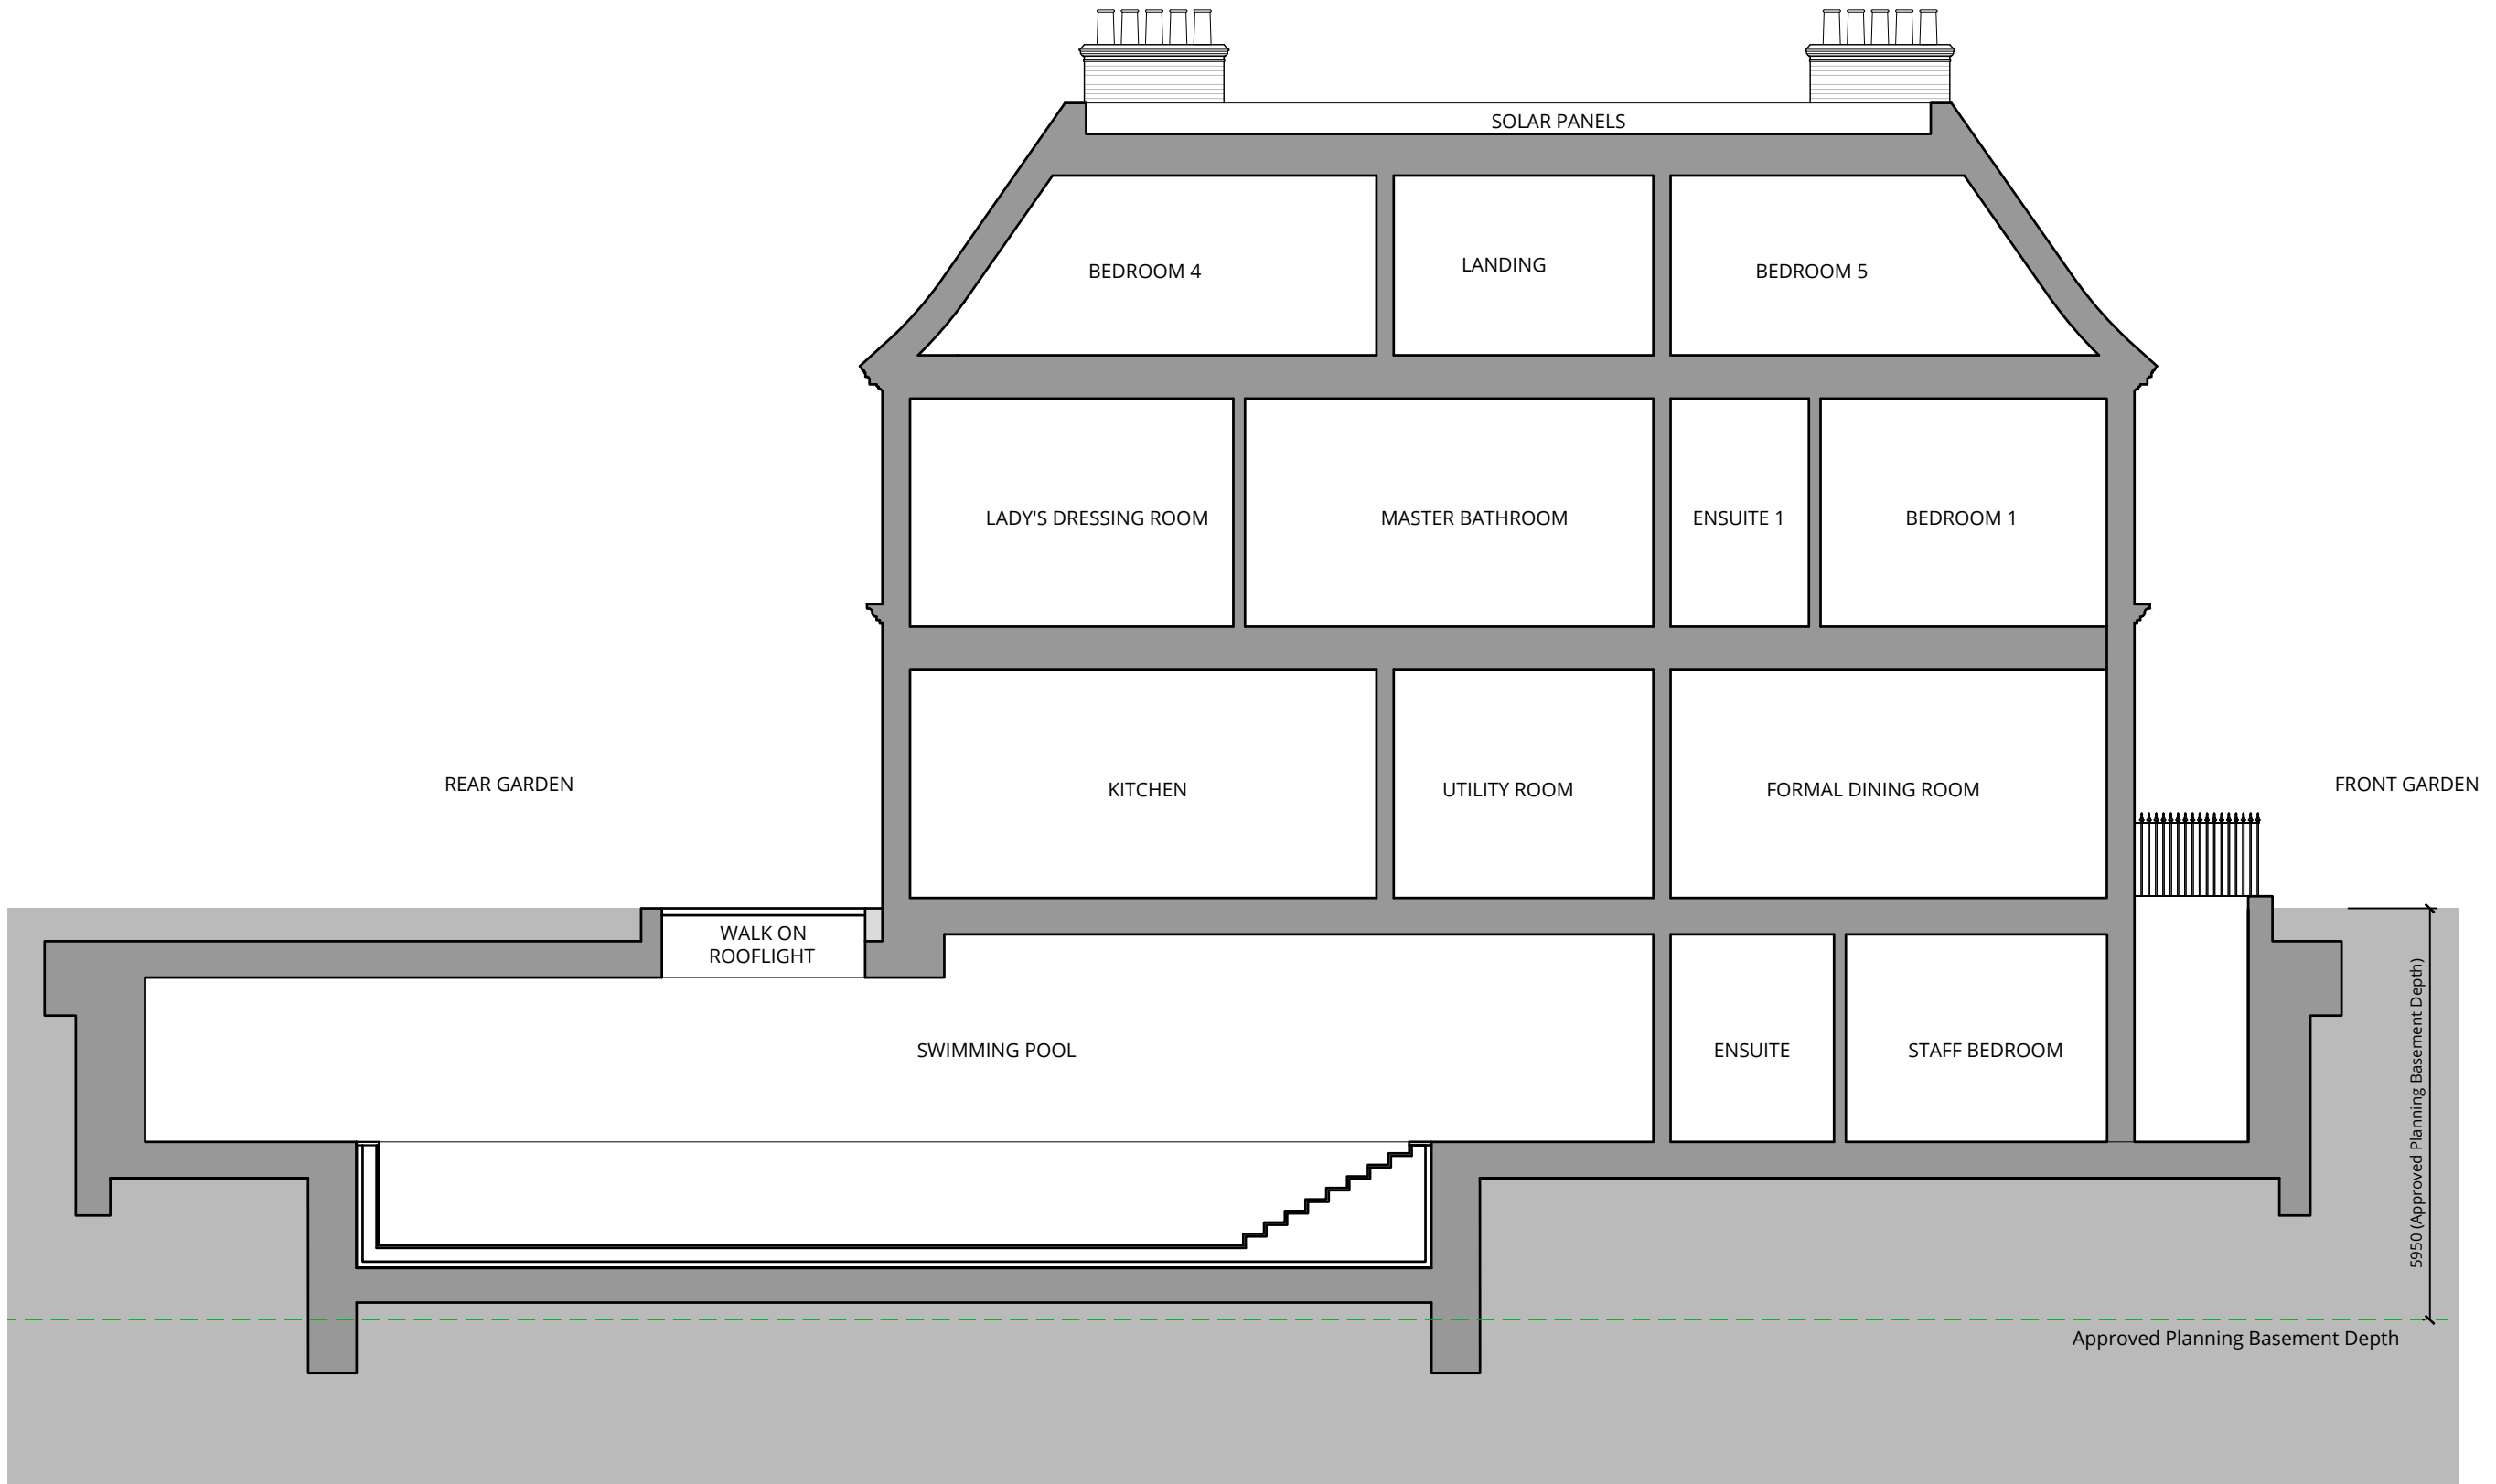 SOLAR PANELS
BEDROOM 4
LANDING
BEDROOM 5
LADY'S DRESSING ROOM
MASTER BATHROOM
ENSUITE 1
BEDROOM 1
REAR GARDEN
KITCHEN
UTILITY ROOM
FORMAL DINING ROOM
FRONT GARDEN
WALK ON
ROOFLIGHT
SWIMMING POOL
ENSUITE
STAFF BEDROOM
5950 (Approved Planning Basement Depth)
Approved Planning Basement Depth